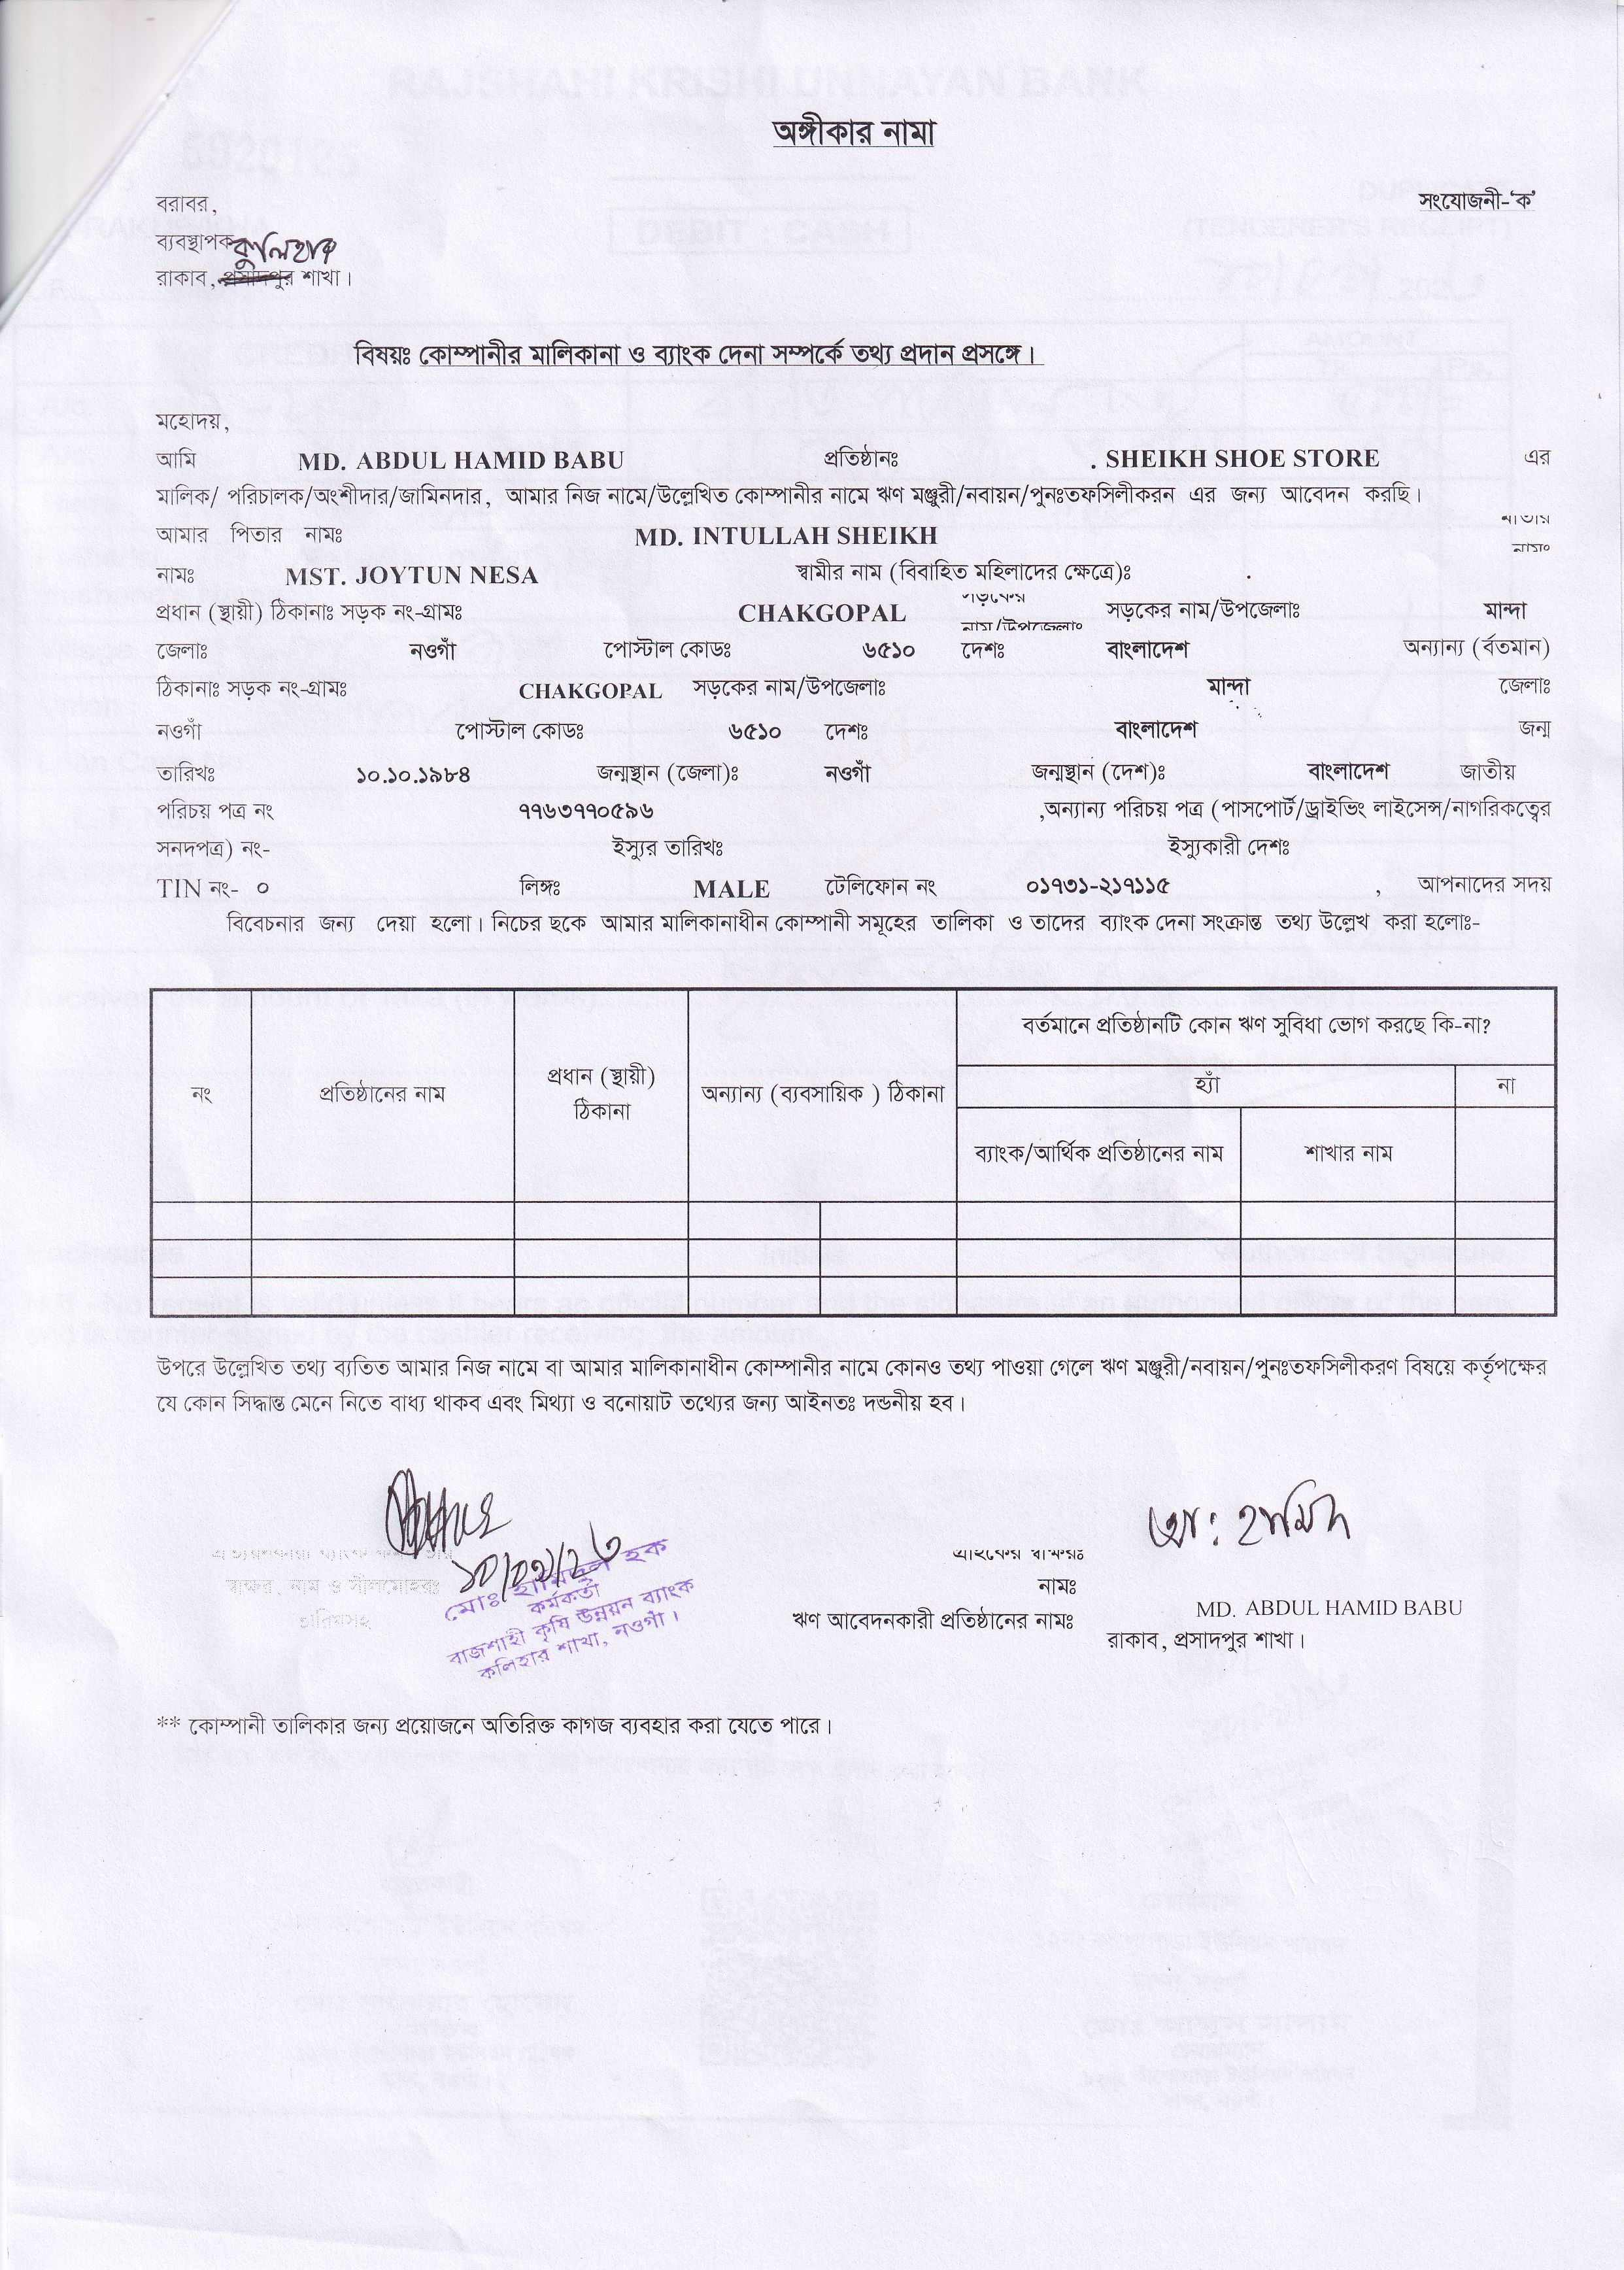 অঙ্গীকার নামা
বরাবর,
সংযোজনী-'ক'
ব্যবস্থাপক
রাকাব, প্রসাদপুর শাখা।
বিষয়ঃ কোম্পানীর মালিকানা ও ব্যাংক দেনা সম্পর্কে তথ্য প্রদান প্রসঙ্গে।
মহোদয়,
আমি MD. ABDUL HAMID BABU প্রতিষ্ঠানঃ . SHEIKH SHOE STORE এর
মালিক/ পরিচালক/অংশীদার/জামিনদার, আমার নিজ নামে/উল্লেখিত কোম্পানীর নামে ঋণ মঞ্জুরী/নবায়ন/পুনঃতফসিলীকরন এর জন্য আবেদন করছি।
আমার পিতার নামঃ MD. INTULLAH SHEIKH
নামঃ MST. JOYTUN NESA স্বামীর নাম (বিবাহিত মহিলাদের ক্ষেত্রে)ঃ .
প্রধান (স্থায়ী) ঠিকানাঃ সড়ক নং-গ্রামঃ CHAKGOPAL সড়কের নাম/উপজেলাঃ মান্দা
জেলাঃ নওগাঁ পোস্টাল কোডঃ ৬৫১০ দেশঃ বাংলাদেশ অন্যান্য (র্বতমান)
ঠিকানাঃ সড়ক নং-গ্রামঃ CHAKGOPAL সড়কের নাম/উপজেলাঃ মান্দা জেলাঃ
নওগাঁ পোস্টাল কোডঃ ৬৫১০ দেশঃ বাংলাদেশ জন্ম
তারিখঃ ১০.১০.১৯৮৪ জন্মস্থান (জেলা)ঃ নওগাঁ জন্মস্থান (দেশ)ঃ বাংলাদেশ জাতীয়
পরিচয় পত্র নং ৭৭৬৩৭৭০৫৯৬ ,অন্যান্য পরিচয় পত্র (পাসপোর্ট/ড্রাইভিং লাইসেন্স/নাগরিকত্বের
সনদপত্র) নং- ইস্যুর তারিখঃ ইস্যুকারী দেশঃ
TIN নং- ০ লিঙ্গঃ MALE টেলিফোন নং ০১৭৩১-২১৭১১৫ , আপনাদের সদয়
বিবেচনার জন্য দেয়া হলো। নিচের ছকে আমার মালিকানাধীন কোম্পানী সমূহের তালিকা ও তাদের ব্যাংক দেনা সংক্রান্ত তথ্য উল্লেখ করা হলোঃ-
নং প্রতিষ্ঠানের নাম প্রধান (স্থায়ী) ঠিকানা অন্যান্য (ব্যবসায়িক ) ঠিকানা বর্তমানে প্রতিষ্ঠানটি কোন ঋণ সুবিধা ভোগ করছে কি-না?
হ্যাঁ না
ব্যাংক/আর্থিক প্রতিষ্ঠানের নাম শাখার নাম
উপরে উল্লেখিত তথ্য ব্যতিত আমার নিজ নামে বা আমার মালিকানাধীন কোম্পানীর নামে কোনও তথ্য পাওয়া গেলে ঋণ মঞ্জুরী/নবায়ন/পুনঃতফসিলীকরণ বিষয়ে কর্তৃপক্ষের
যে কোন সিদ্ধান্ত মেনে নিতে বাধ্য থাকব এবং মিথ্যা ও বনোয়াট তথ্যের জন্য আইনতঃ দন্ডনীয় হব।
আ: হামিদ
স্বাক্ষর, নাম ও সীলমোহরঃ
তারিখসহ
মোঃ হামিদুল হক
কর্মকর্তা
রাজশাহী কৃষি উন্নয়ন ব্যাংক
কলিহার শাখা, নওগাঁ।
গ্রাহকের স্বাক্ষরঃ
নামঃ MD. ABDUL HAMID BABU
ঋণ আবেদনকারী প্রতিষ্ঠানের নামঃ রাকাব, প্রসাদপুর শাখা।
** কোম্পানী তালিকার জন্য প্রয়োজনে অতিরিক্ত কাগজ ব্যবহার করা যেতে পারে।